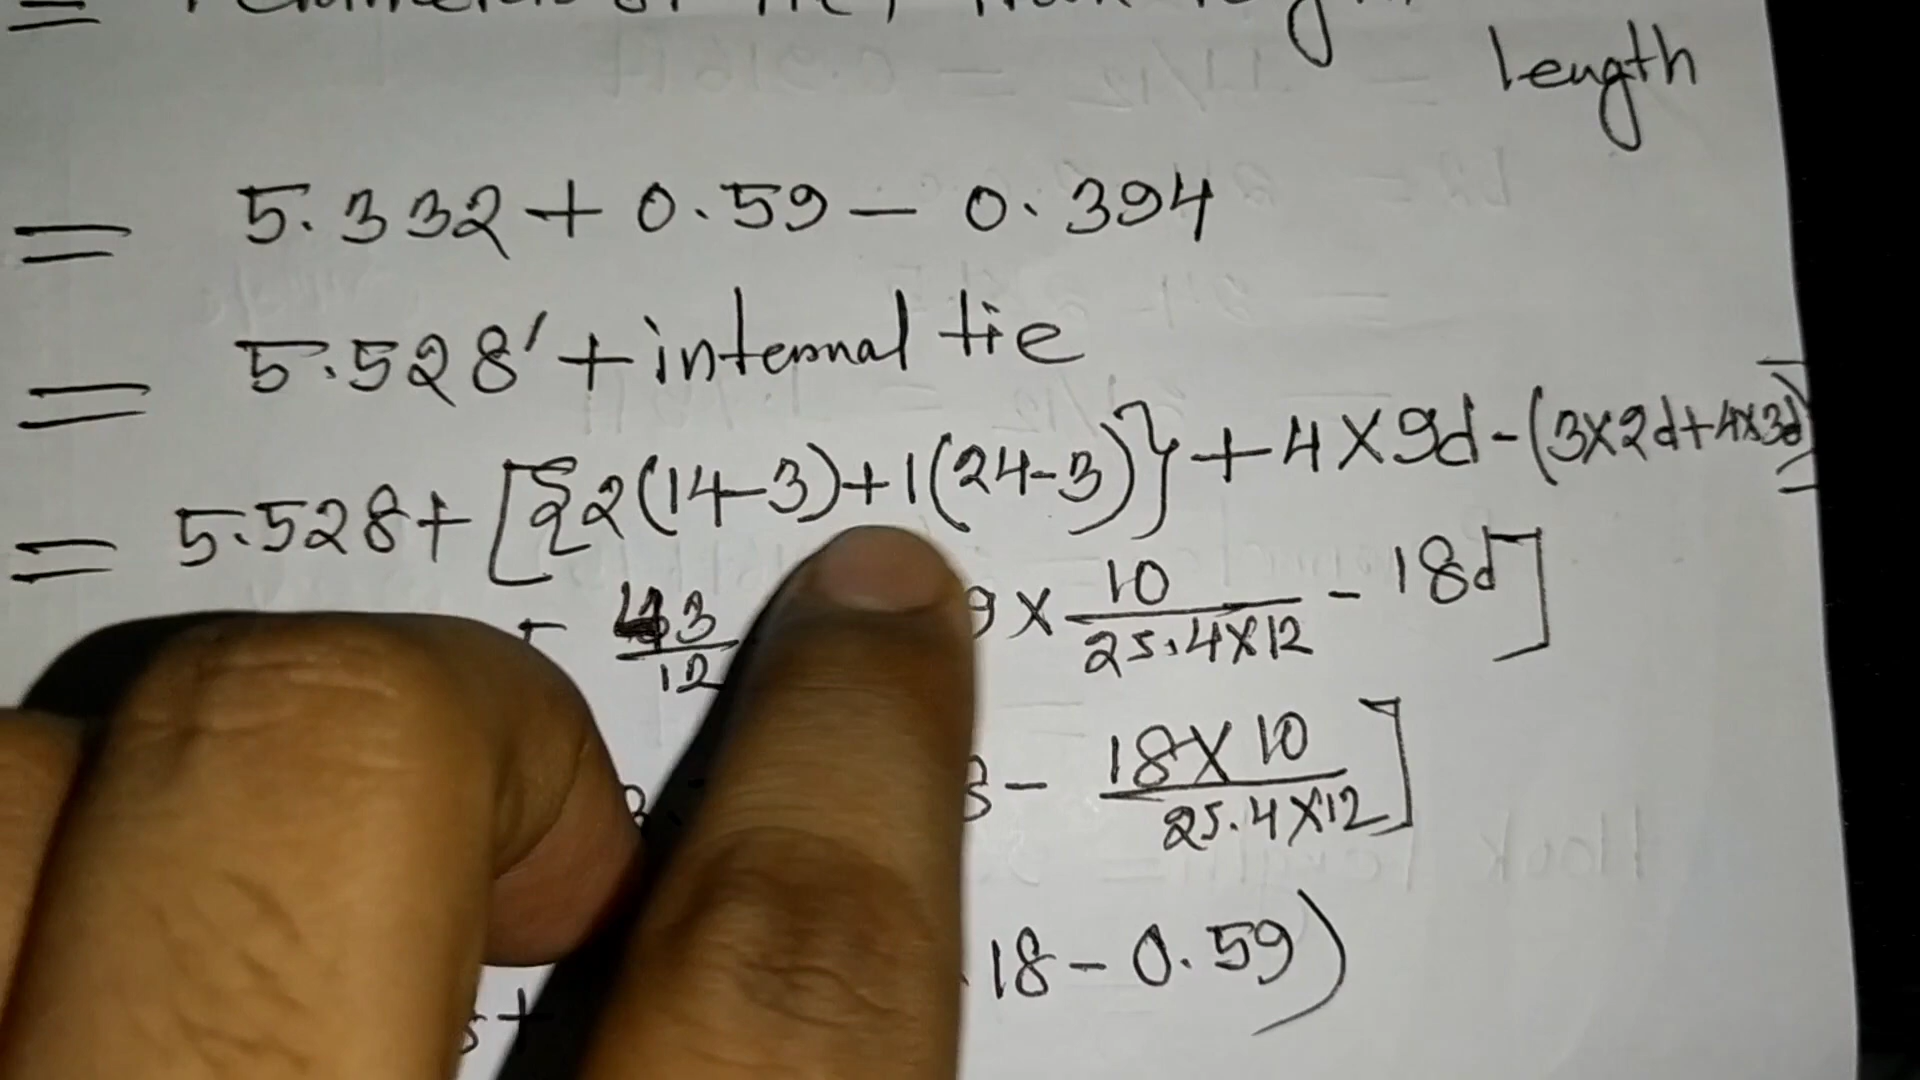 length
= 5.332 + 0.59 - 0.394
= 5.528' + internal tie
= 5.528 + [{2(14-3)+1(24-3)} + 4×9d - (3×2d+4×3d)]
43/12 9 × 10/25.4×12 - 18d]
8 - 18×10/25.4×12]
18 - 0.59)